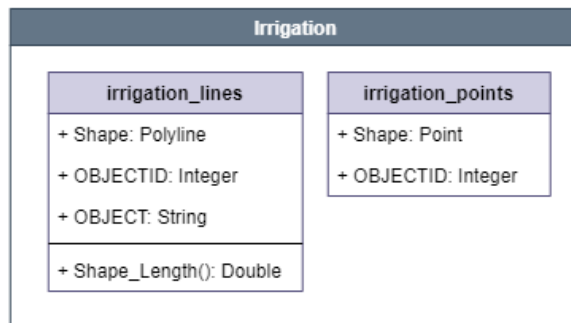 Irrigation
irrigation_lines
+ Shape: Polyline
+ OBJECTID: Integer
+ OBJECT: String
+ Shape_Length(): Double
irrigation_points
+ Shape: Point
+ OBJECTID: Integer